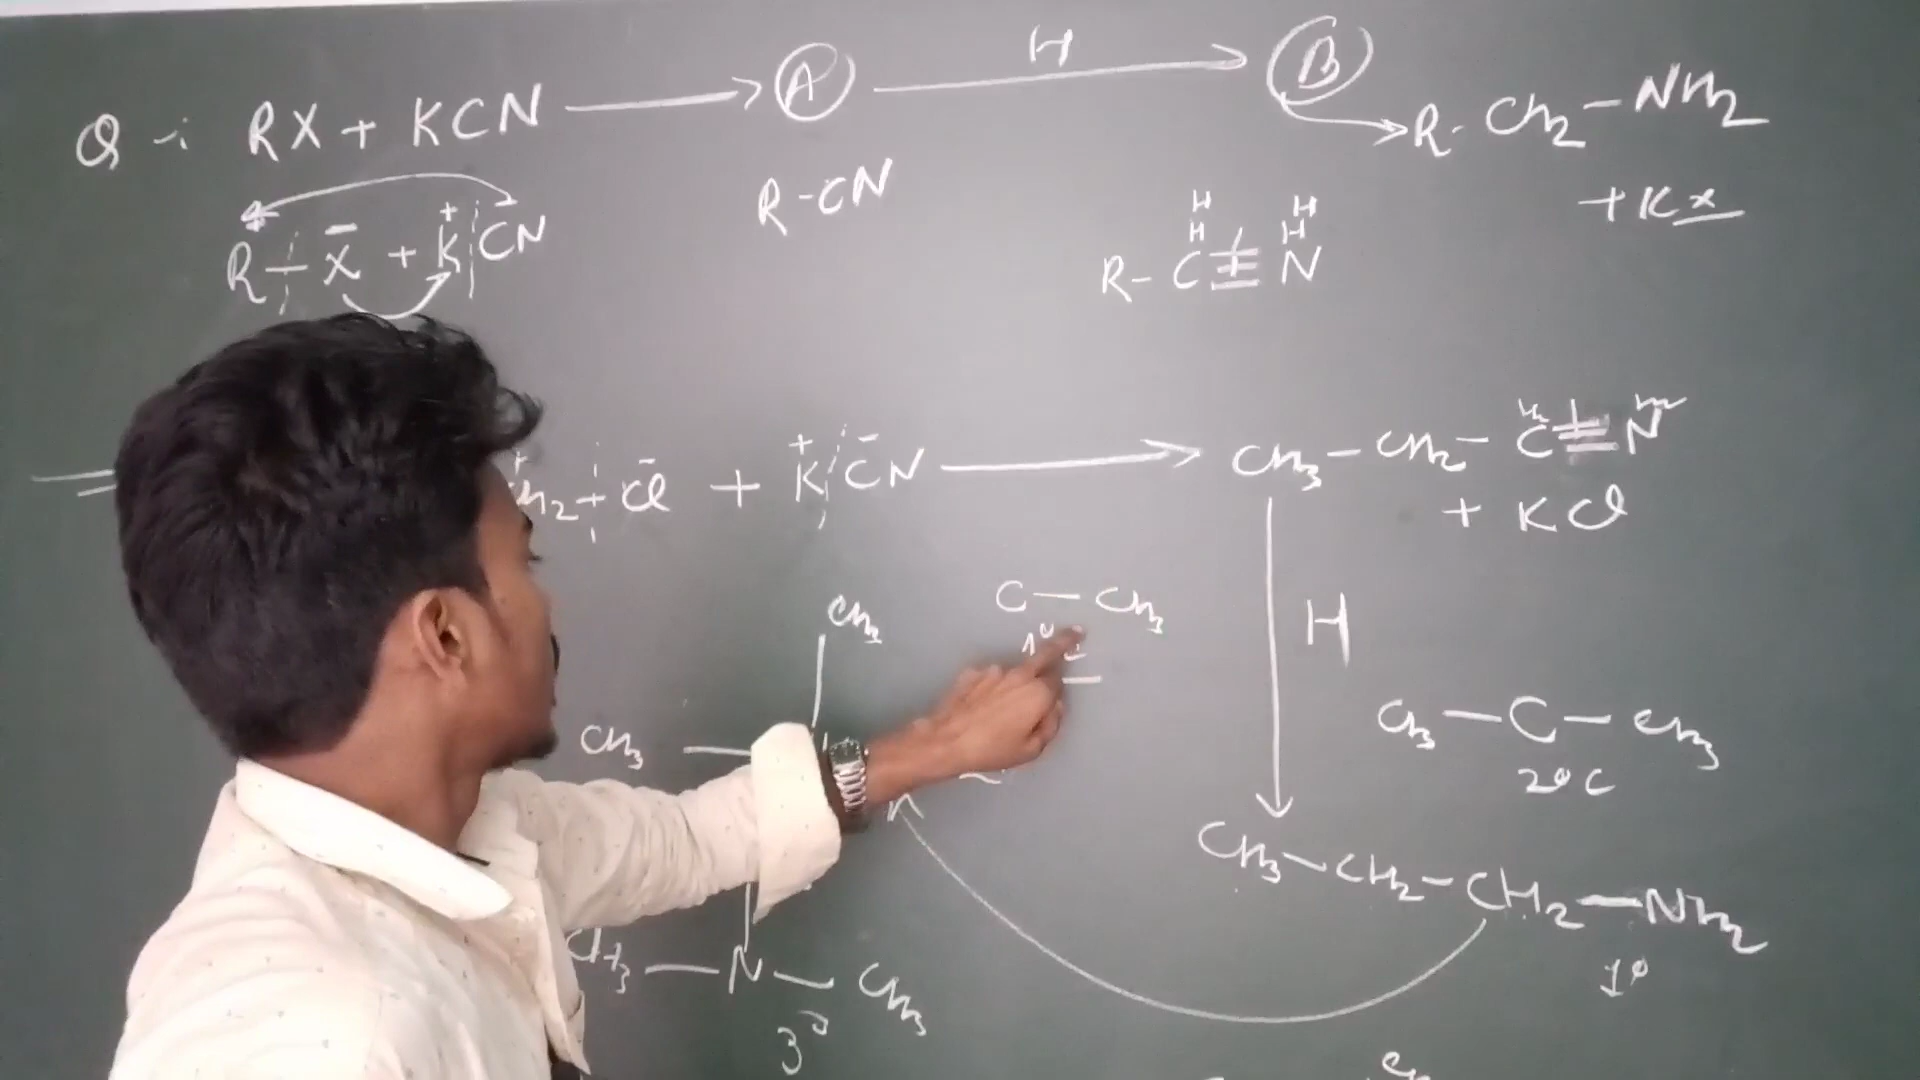 Q -: RX + KCN → A H → B → R- CH2 – NH2
+ KX
R-CN
R – X + K CN
H H
H H
R- C ≡ N
CH2 – Cl + K CN → CH3 – CH2 – C ≡ N
+ KCl
C — CH3
1°
CH3
H
CH3
CH3 — C — CH3
2° C
CH3 – CH2 – CH2 — NH2
1°
CH3 — N — CH3
3°